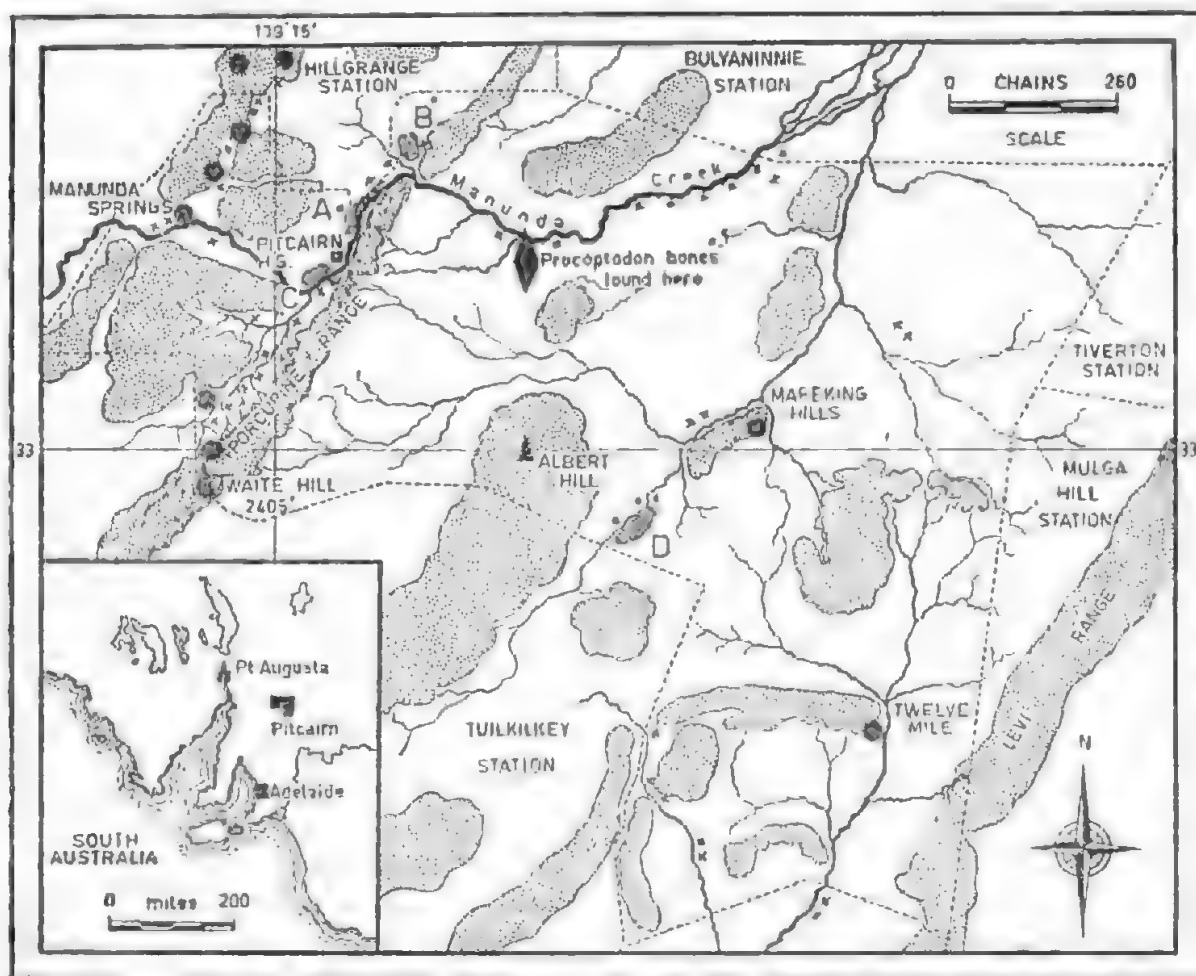 139°15'
HILLGRANGE
STATION
BULYANINNIE
STATION
0 CHAINS 260
SCALE
B
MANUNDA
SPRINGS
A
Manunda Creek
PITCAIRN
H.S.
C
Procoptodon bones
found here
PORCUPINE RANGE
TIVERTON
STATION
MAREKING
HILLS
33
33
ALBERT
HILL
WAITE HILL
2405'
MULGA
HILL
STATION
D
LEVI RANGE
Pt Augusta
Pitcairn
Adelaide
SOUTH
AUSTRALIA
0 miles 200
TUILKILKEY
STATION
TWELVE
MILE
N